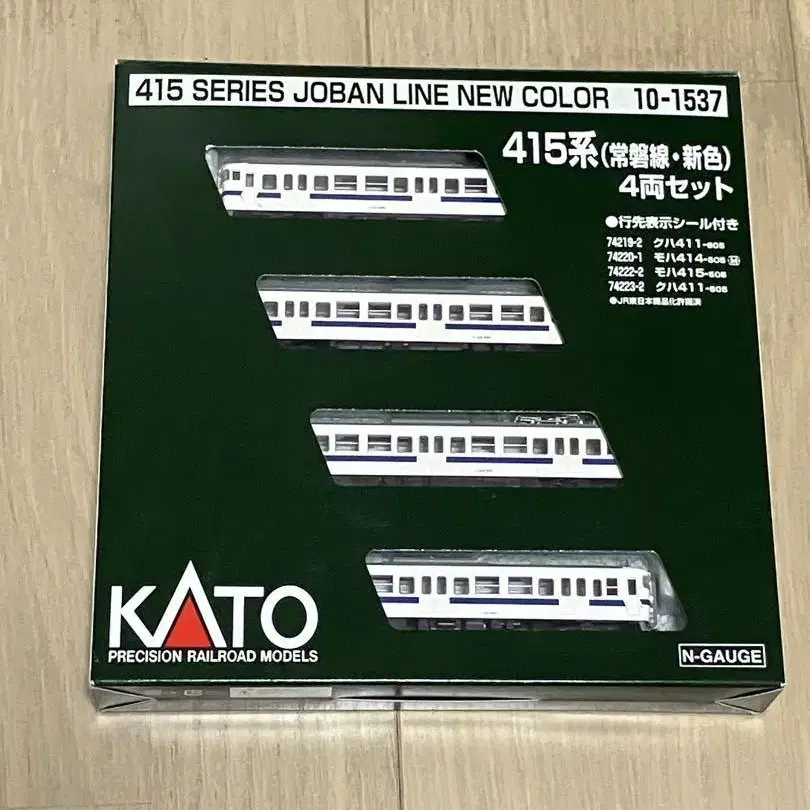 415 SERIES JOBAN LINE NEW COLOR 10-1537
415系(常磐線・新色)
4両セット
●行先表示シール付き
74219-2 クハ411-605
74220-1 モハ414-505 M
74222-2 モハ415-505
74223-2 クハ411-505
●JR東日本商品化許諾済
KATO
PRECISION RAILROAD MODELS
N-GAUGE